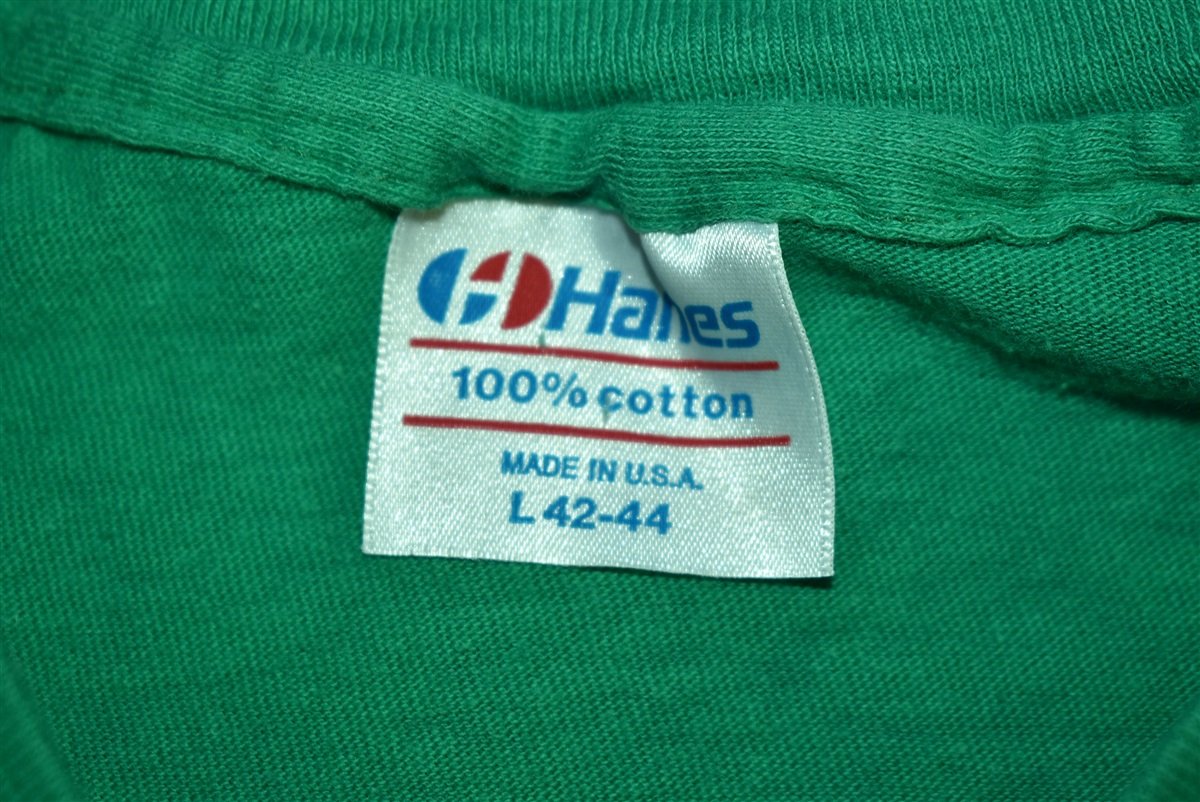 Hanes
100% cotton
MADE IN U.S.A.
L 42-44